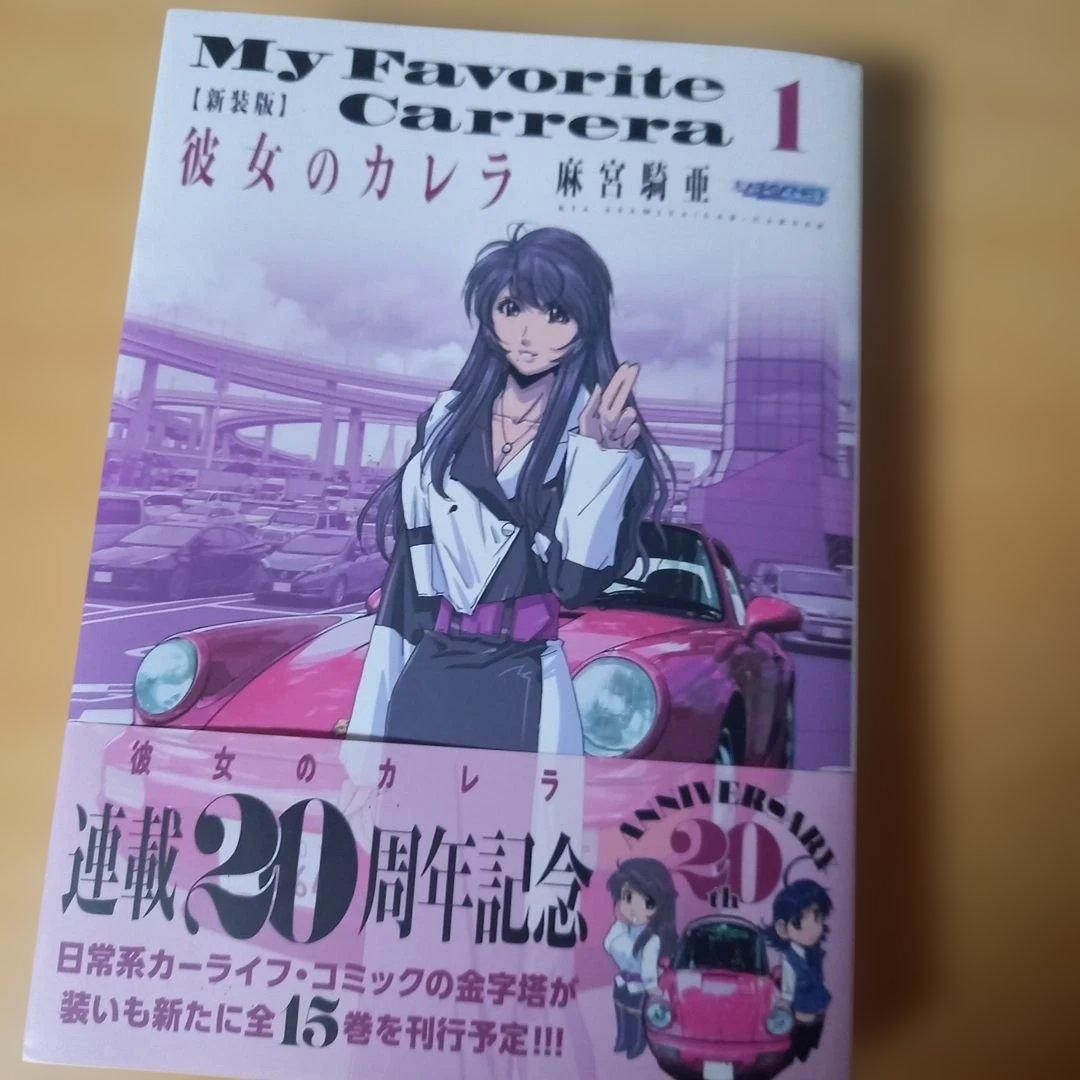 My Favorite
【新装版】 Carrera 1
彼女のカレラ 麻宮騎亜
彼女のカレラ
連載20周年記念
日常系カーライフ・コミックの金字塔が
装いも新たに全15巻を刊行予定!!!
ANNIVERSARY
20th